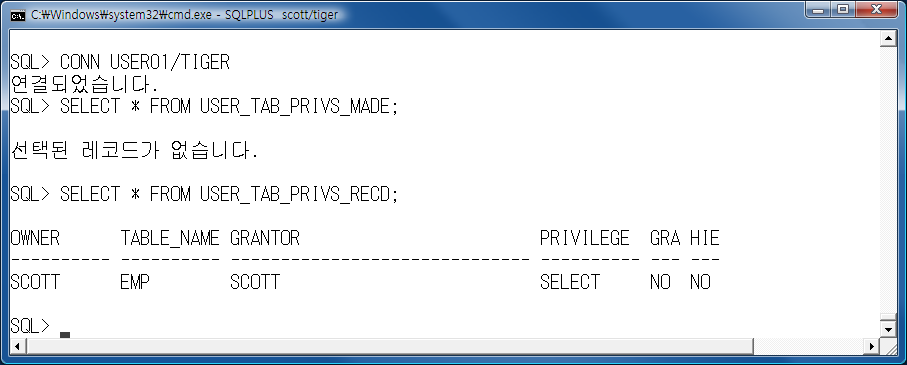 C:₩Windows₩system32₩cmd.exe - SQLPLUS  scott/tiger
SQL> CONN USER01/TIGER
연결되었습니다.
SQL> SELECT * FROM USER_TAB_PRIVS_MADE;
선택된 레코드가 없습니다.
SQL> SELECT * FROM USER_TAB_PRIVS_RECD;
OWNER      TABLE_NAME GRANTOR                        PRIVILEGE  GRA HIE
---------- ---------- ------------------------------ ---------- --- ---
SCOTT      EMP        SCOTT                          SELECT     NO  NO
SQL>